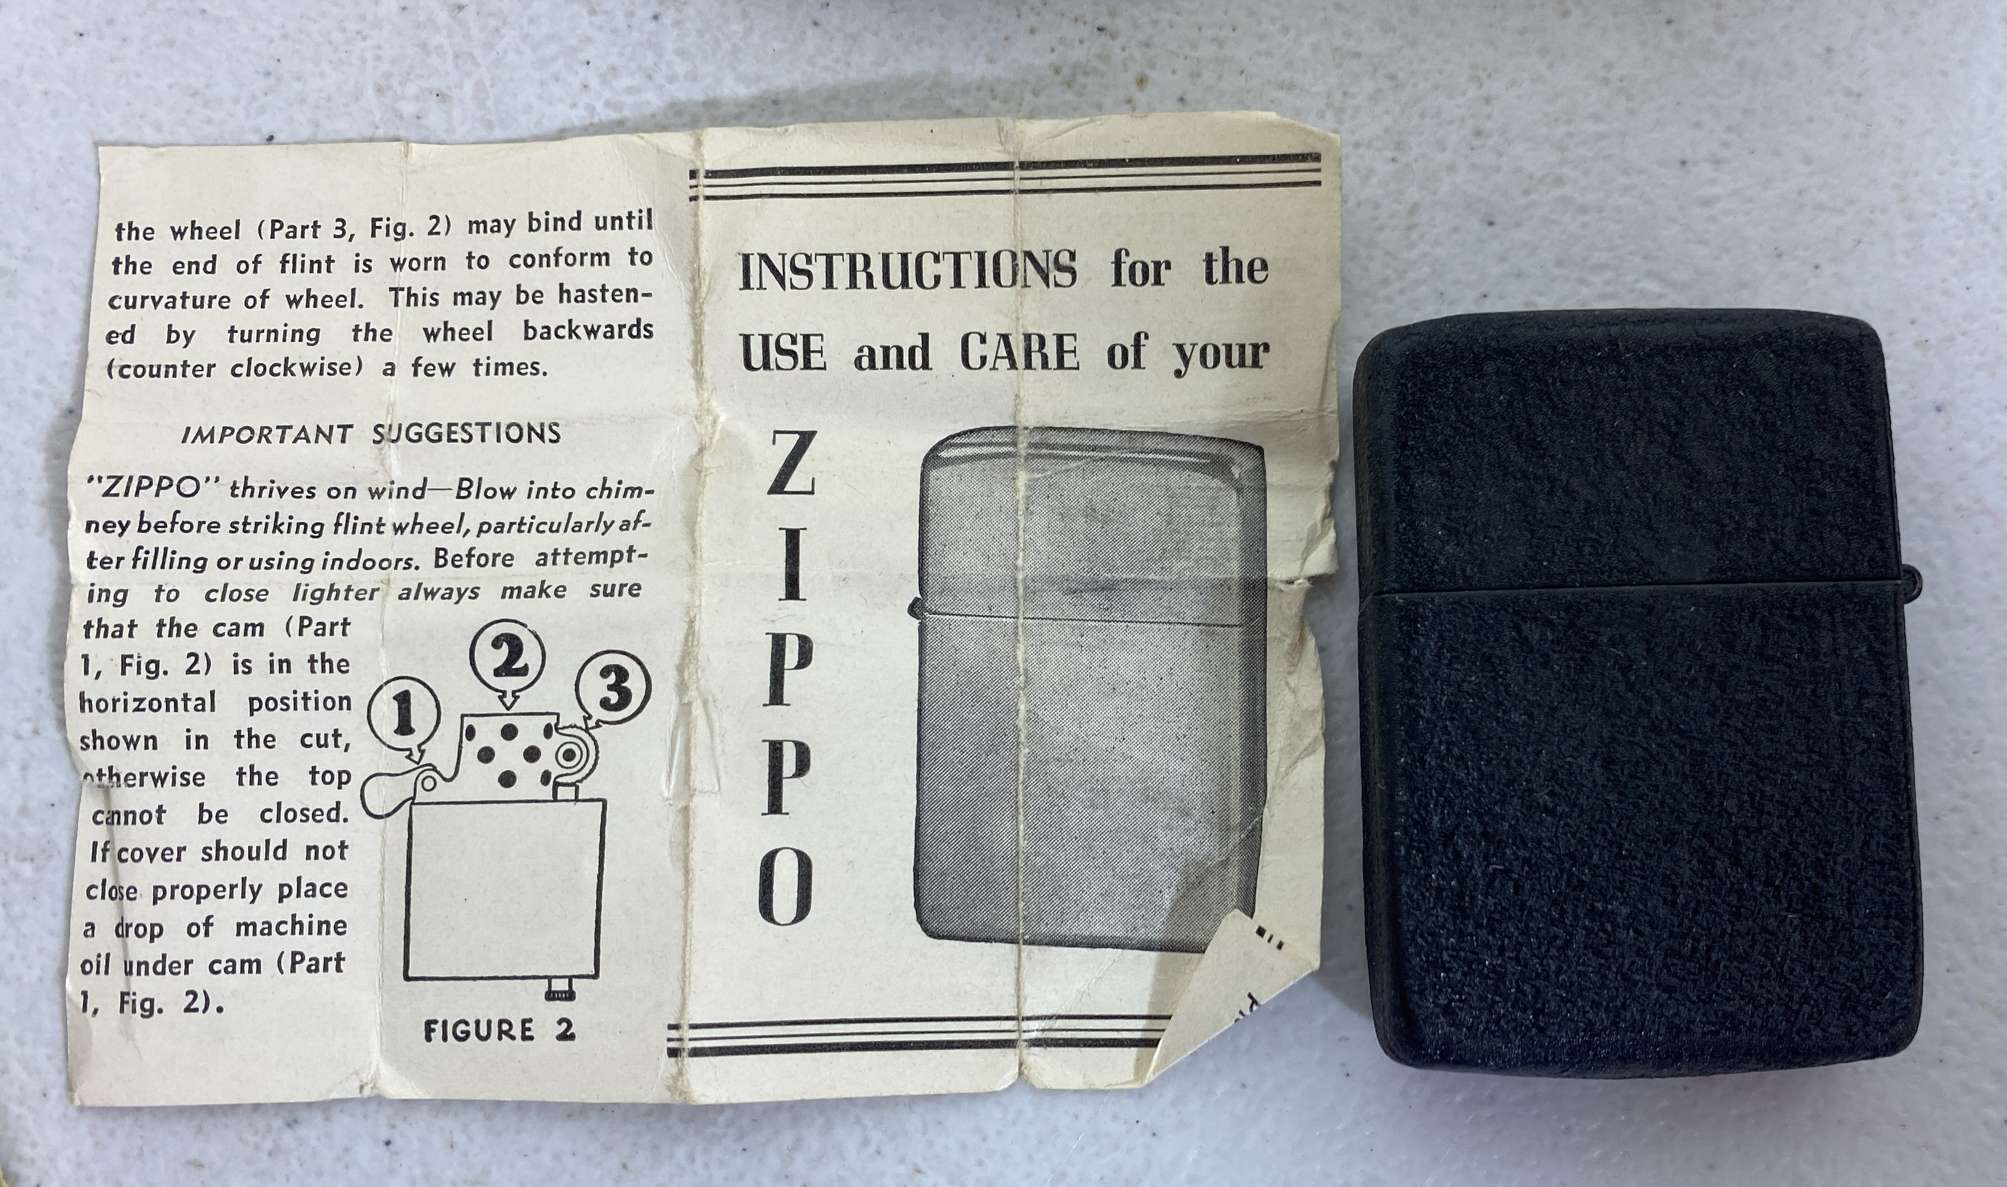 the wheel (Part 3, Fig. 2) may bind until
the end of flint is worn to conform to
curvature of wheel. This may be hasten-
ed by turning the wheel backwards
(counter clockwise) a few times.
IMPORTANT SUGGESTIONS
"ZIPPO" thrives on wind—Blow into chim-
ney before striking flint wheel, particularly af-
ter filling or using indoors. Before attempt-
ing to close lighter always make sure
that the cam (Part
1, Fig. 2) is in the
horizontal position
shown in the cut,
otherwise the top
cannot be closed.
If cover should not
close properly place
a drop of machine
oil under cam (Part
1, Fig. 2).
1
2
3
FIGURE 2
INSTRUCTIONS for the
USE and CARE of your
Z
I
P
P
O